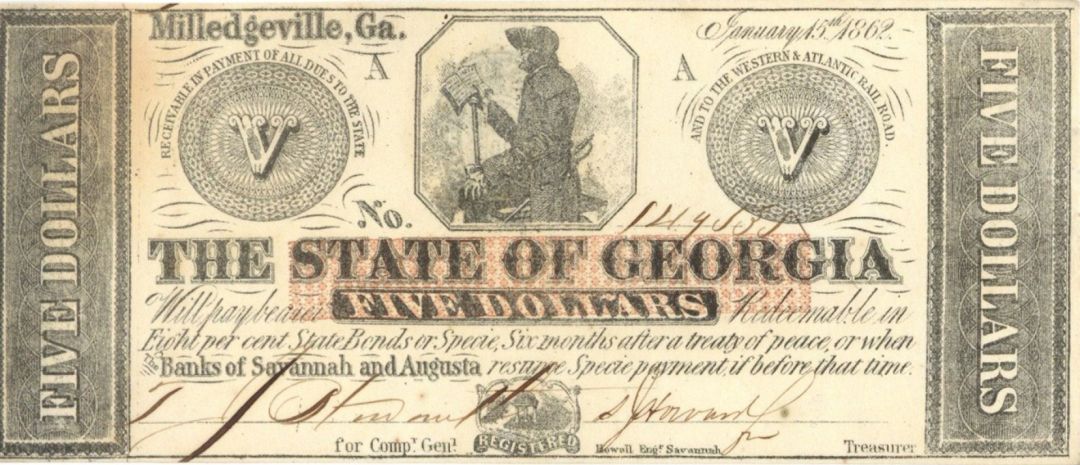 Milledgeville, Ga.
January 15th 1862.
FIVE DOLLARS
FIVE DOLLARS
RECEIVABLE IN PAYMENT OF ALL DUES TO THE STATE
AND TO THE WESTERN & ATLANTIC RAIL ROAD.
A
A
V
V
No.
THE STATE OF GEORGIA
Will pay bearer FIVE DOLLARS Redeemable in
Eight per cent State Bonds or Specie, Six months after a treaty of peace, or when
THE Banks of Savannah and Augusta resume Specie payment, if before that time.
Howard
for Compr. Genl.
REGISTERED
Howell Engr. Savannah
Treasurer